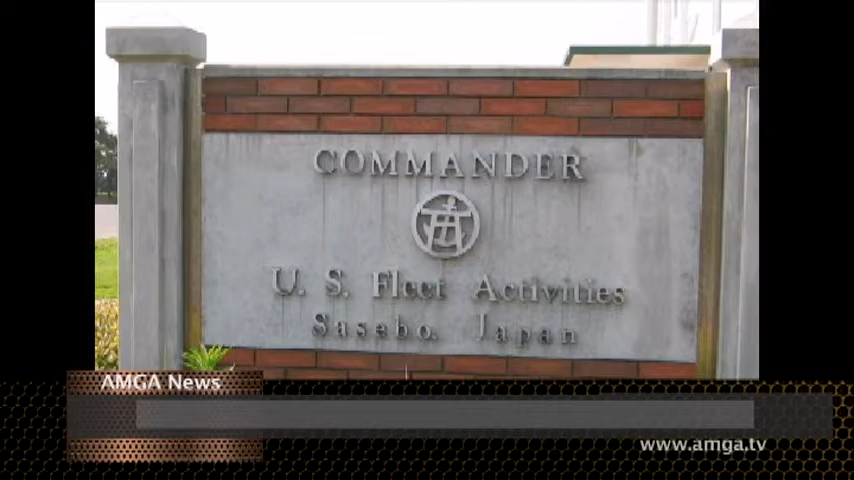 COMMANDER
U. S. Fleet Activities
Sasebo, Japan
AMGA News
www.amga.tv